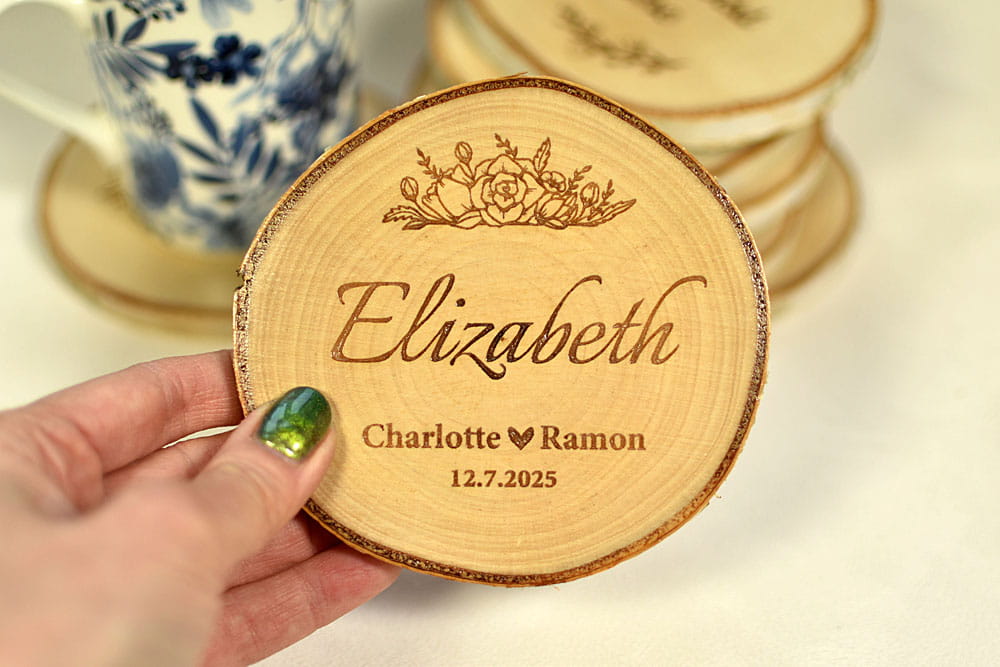 Elizabeth
Charlotte ♥ Ramon
12.7.2025